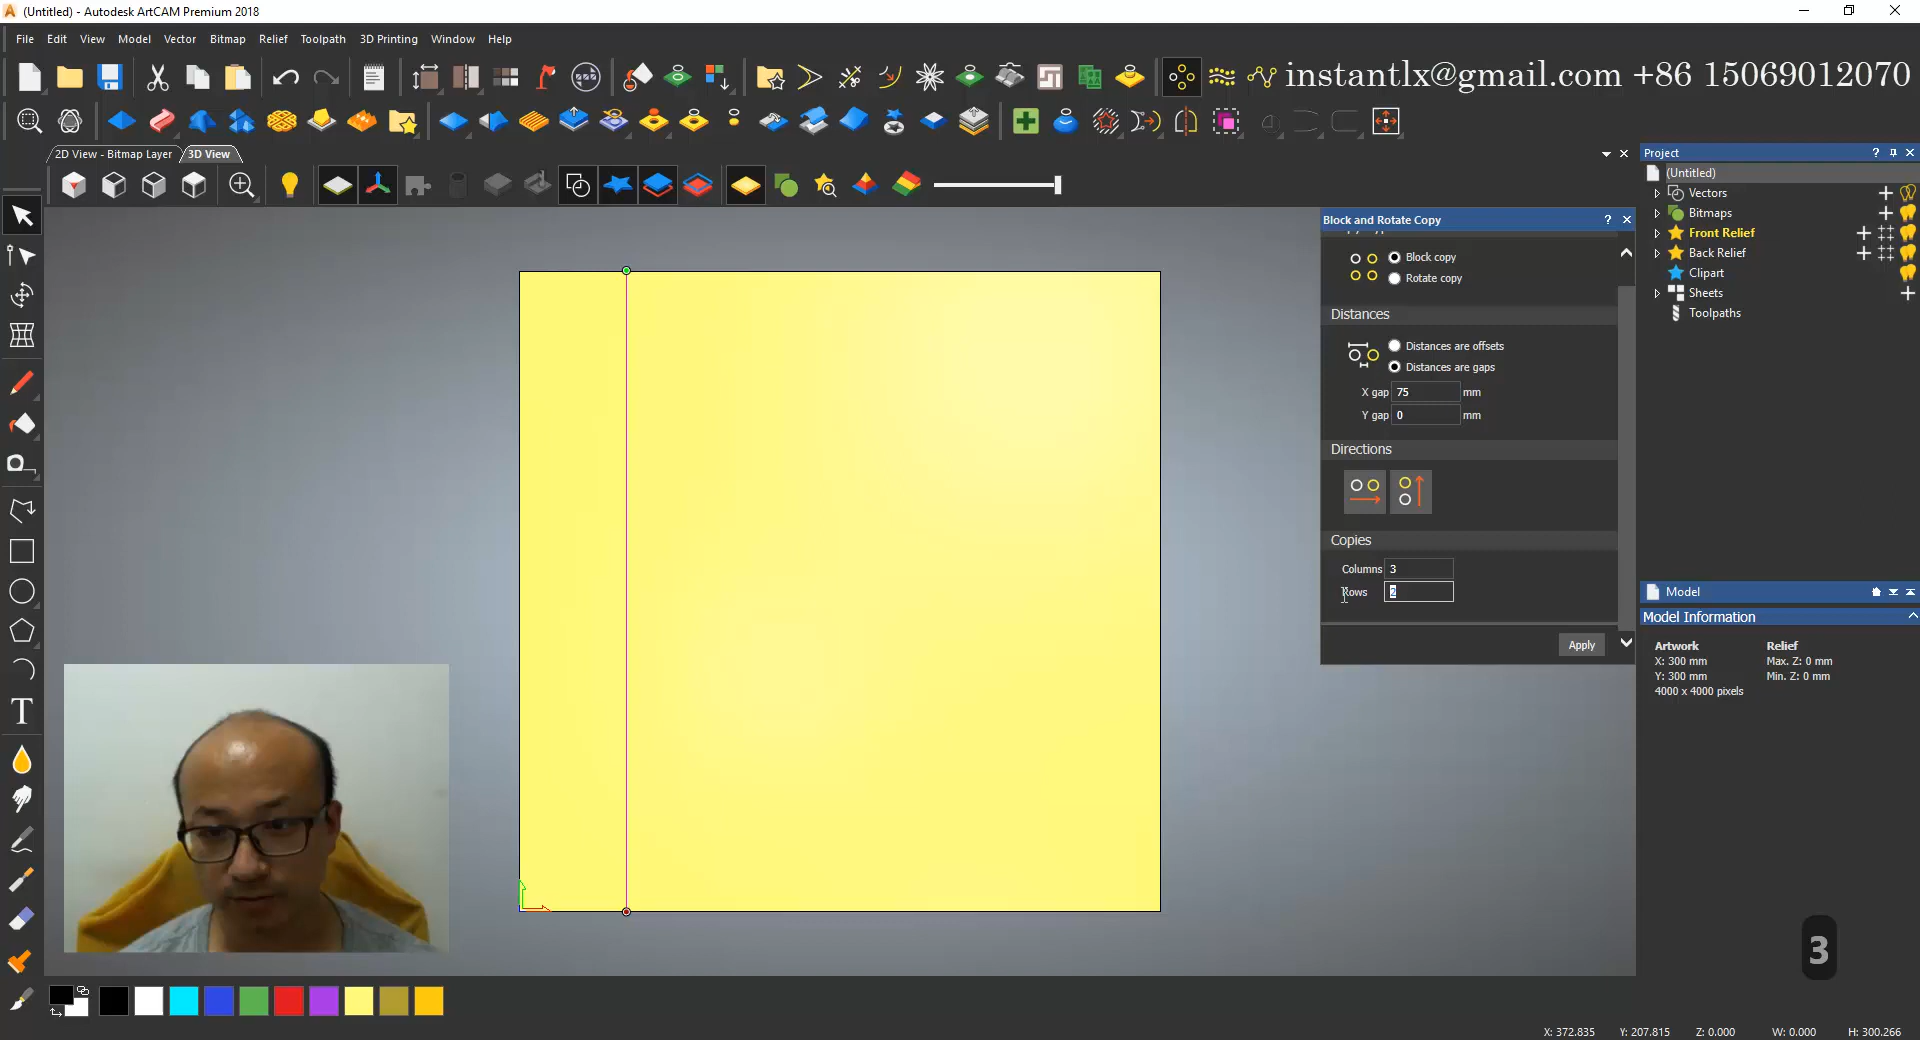 (Untitled) - Autodesk ArtCAM Premium 2018
File Edit View Model Vector Bitmap Relief Toolpath 3D Printing Window Help
instantlx@gmail.com +86 15069012070
2D View - Bitmap Layer 3D View
Project
(Untitled)
Vectors
Bitmaps
Front Relief
Back Relief
Clipart
Sheets
Toolpaths
Block and Rotate Copy
Block copy
Rotate copy
Distances
Distances are offsets
Distances are gaps
X gap 75 mm
Y gap 0 mm
Directions
Copies
Columns 3
Rows 2
Apply
Model
Model Information
Artwork Relief
X: 300 mm Max. Z: 0 mm
Y: 300 mm Min. Z: 0 mm
4000 x 4000 pixels
T
3
X: 372.835 Y: 207.815 Z: 0.000 W: 0.000 H: 300.266